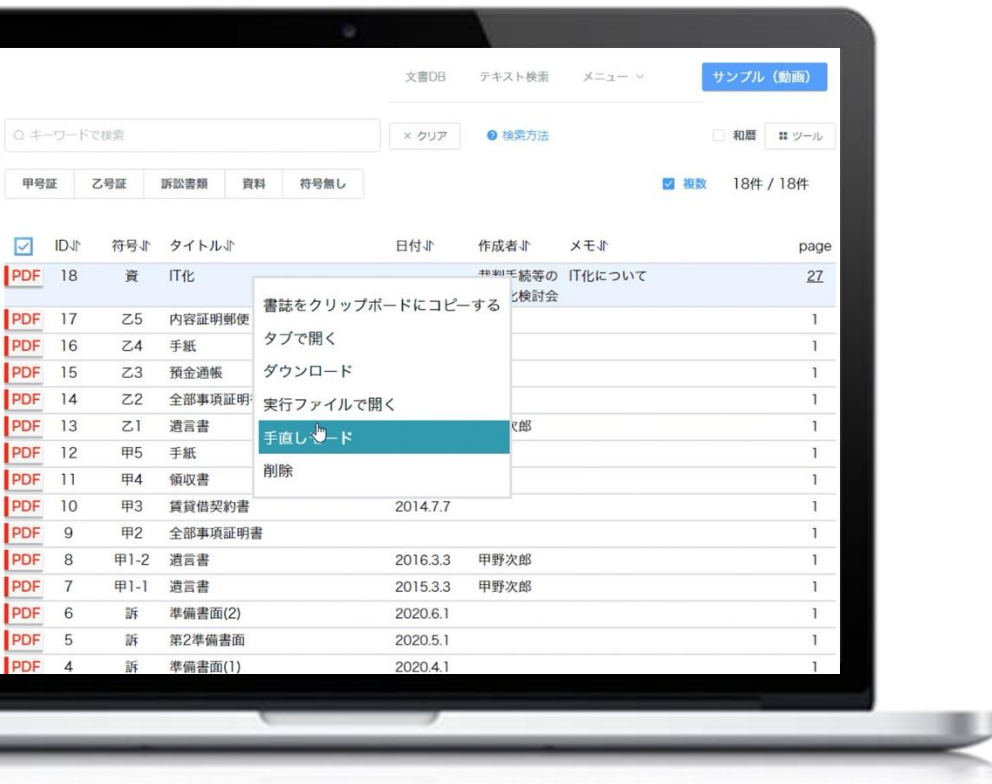 文書DB テキスト検索 メニュー サンプル（動画）
キーワードで検索 × クリア ? 検索方法 和暦 ツール
甲号証 乙号証 訴訟書類 資料 符号無し 複数 18件 / 18件
ID 符号 タイトル 日付 作成者 メモ page
PDF 18 資 IT化 裁判手続等の IT化について 27
化検討会
書誌をクリップボードにコピーする
タブで開く
ダウンロード
実行ファイルで開く
手直しモード
削除
PDF 17 乙5 内容証明郵便 1
PDF 16 乙4 手紙 1
PDF 15 乙3 預金通帳 1
PDF 14 乙2 全部事項証明 1
PDF 13 乙1 遺言書 次郎 1
PDF 12 甲5 手紙 1
PDF 11 甲4 領収書 1
PDF 10 甲3 賃貸借契約書 2014.7.7 1
PDF 9 甲2 全部事項証明書 1
PDF 8 甲1-2 遺言書 2016.3.3 甲野次郎 1
PDF 7 甲1-1 遺言書 2015.3.3 甲野次郎 1
PDF 6 訴 準備書面(2) 2020.6.1 1
PDF 5 訴 第2準備書面 2020.5.1 1
PDF 4 訴 準備書面(1) 2020.4.1 1